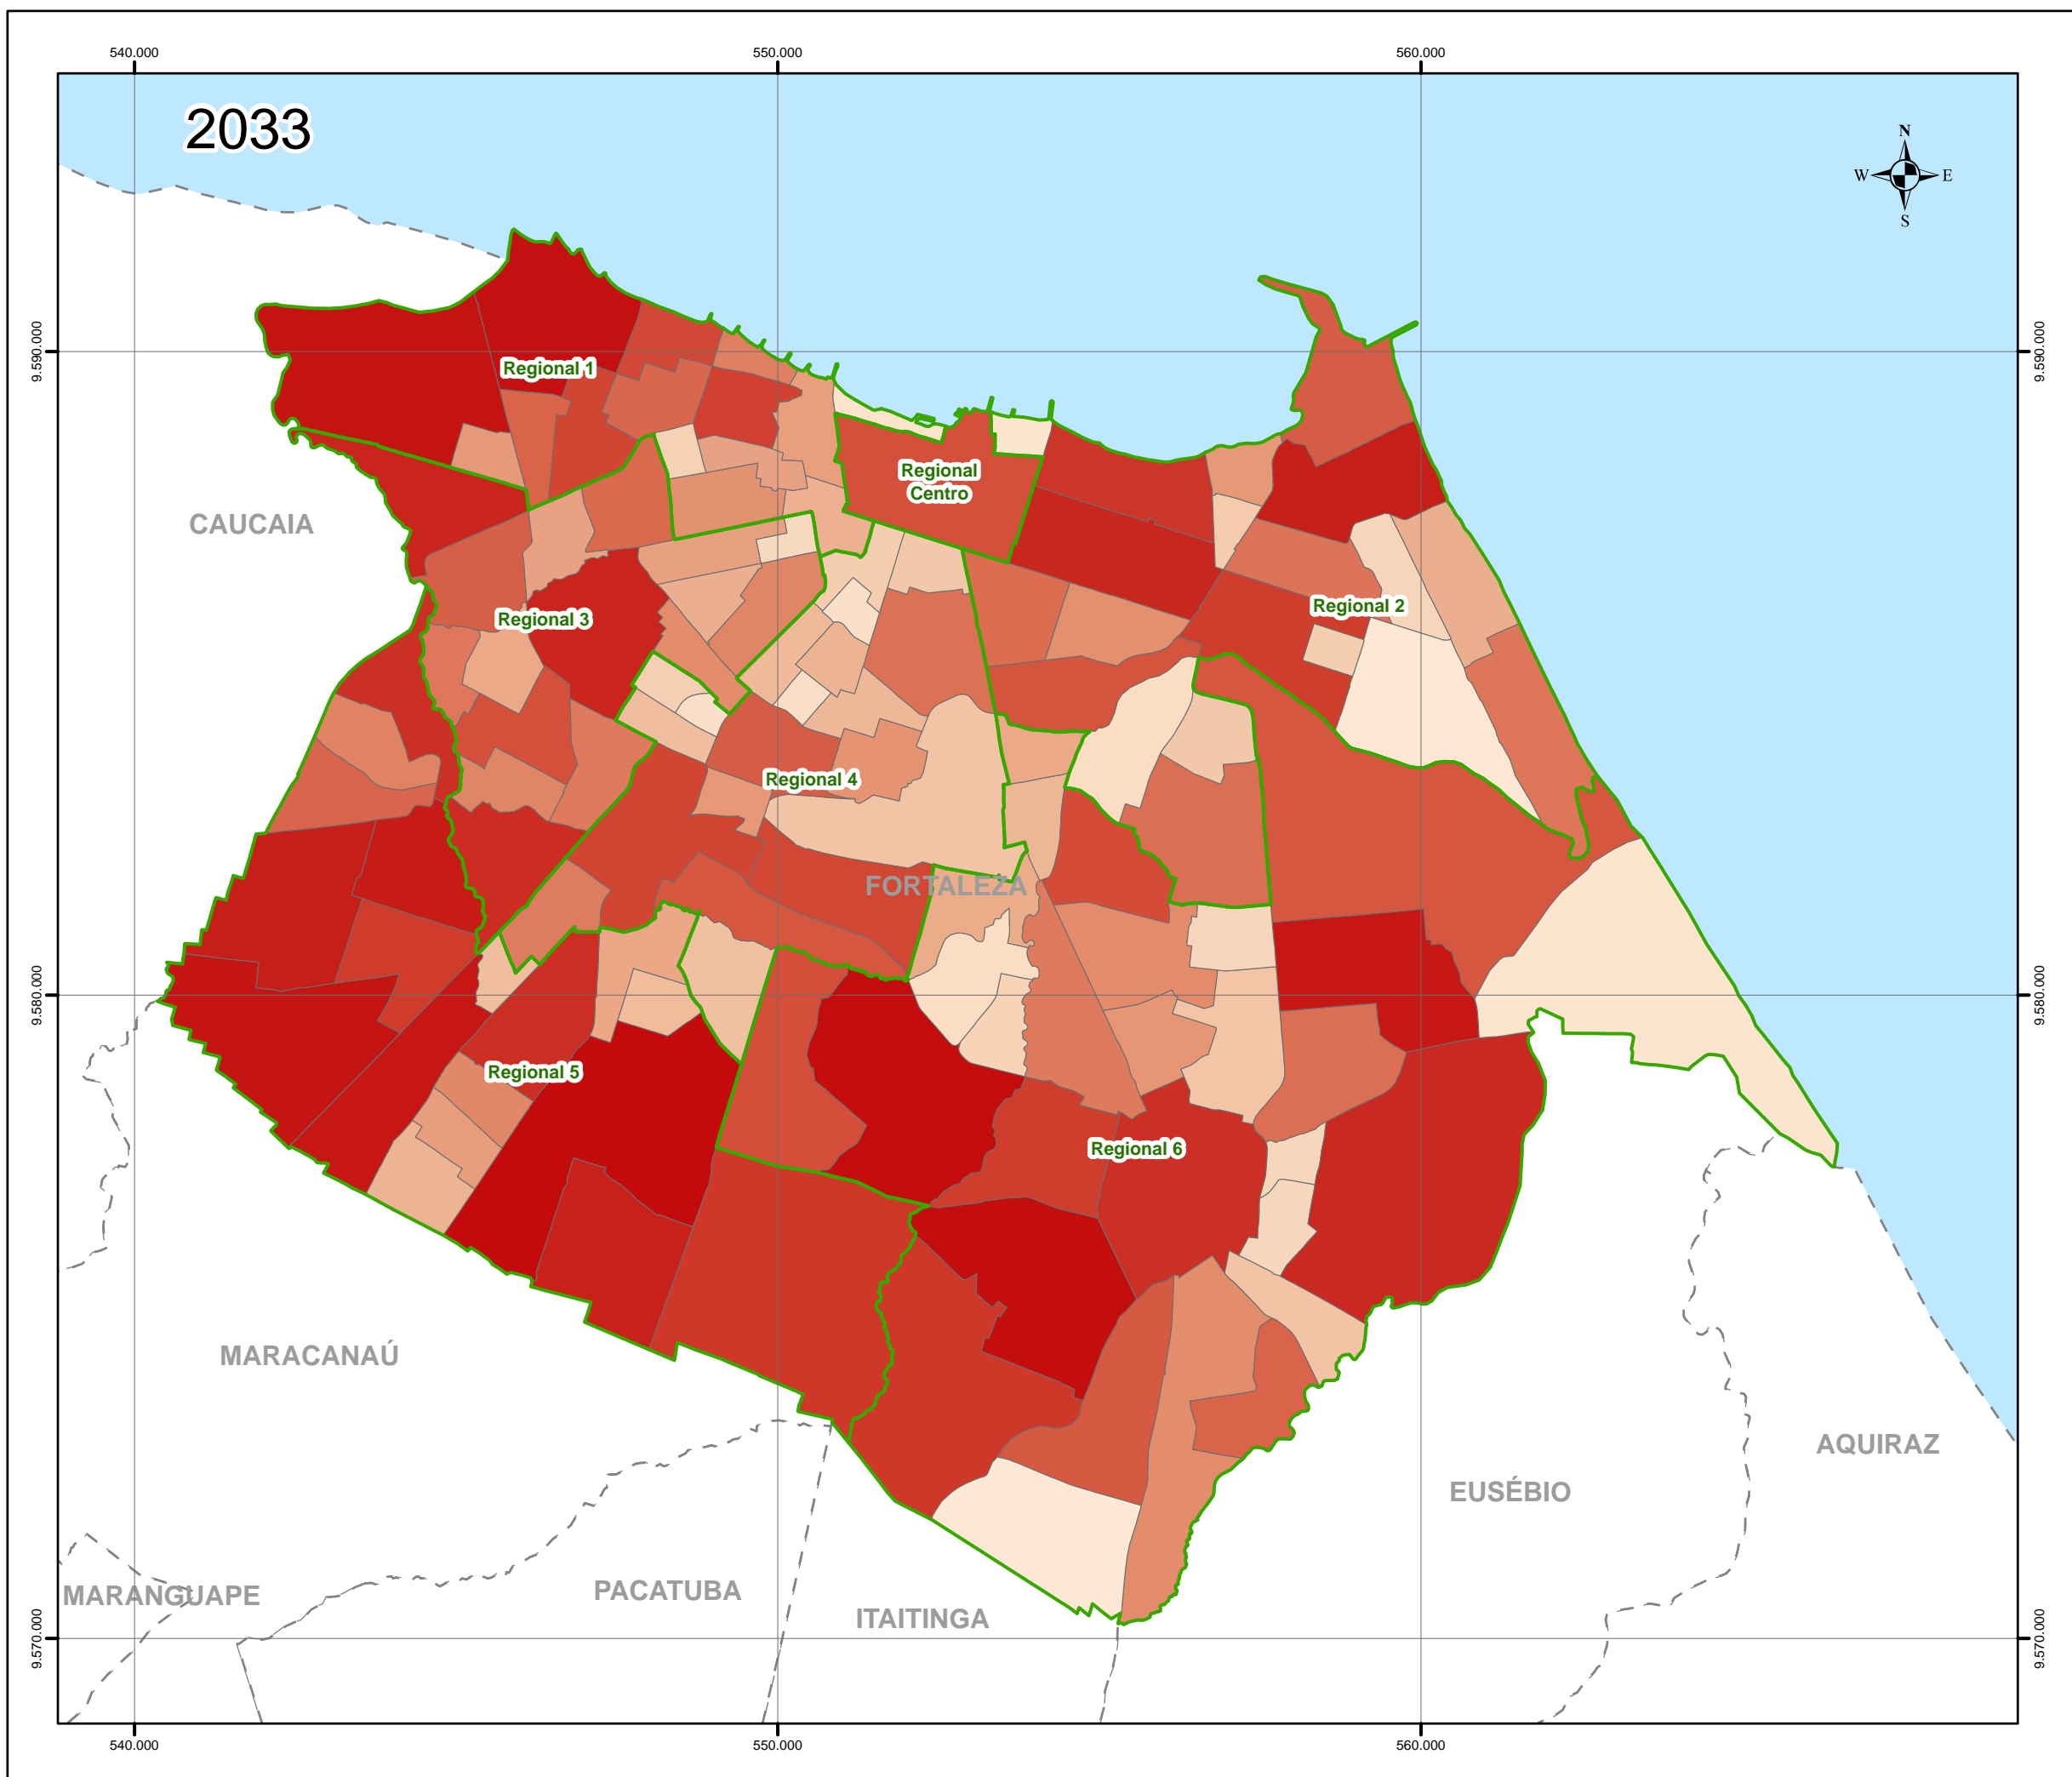 540.000
550.000
560.000
2033
N
W
E
S
9.590.000
9.590.000
Regional 1
Regional
Centro
CAUCAIA
Regional 2
Regional 3
Regional 4
FORTALEZA
9.580.000
9.580.000
Regional 5
Regional 6
MARACANAÚ
AQUIRAZ
EUSÉBIO
MARANGUAPE
PACATUBA
ITAITINGA
9.570.000
9.570.000
540.000
550.000
560.000